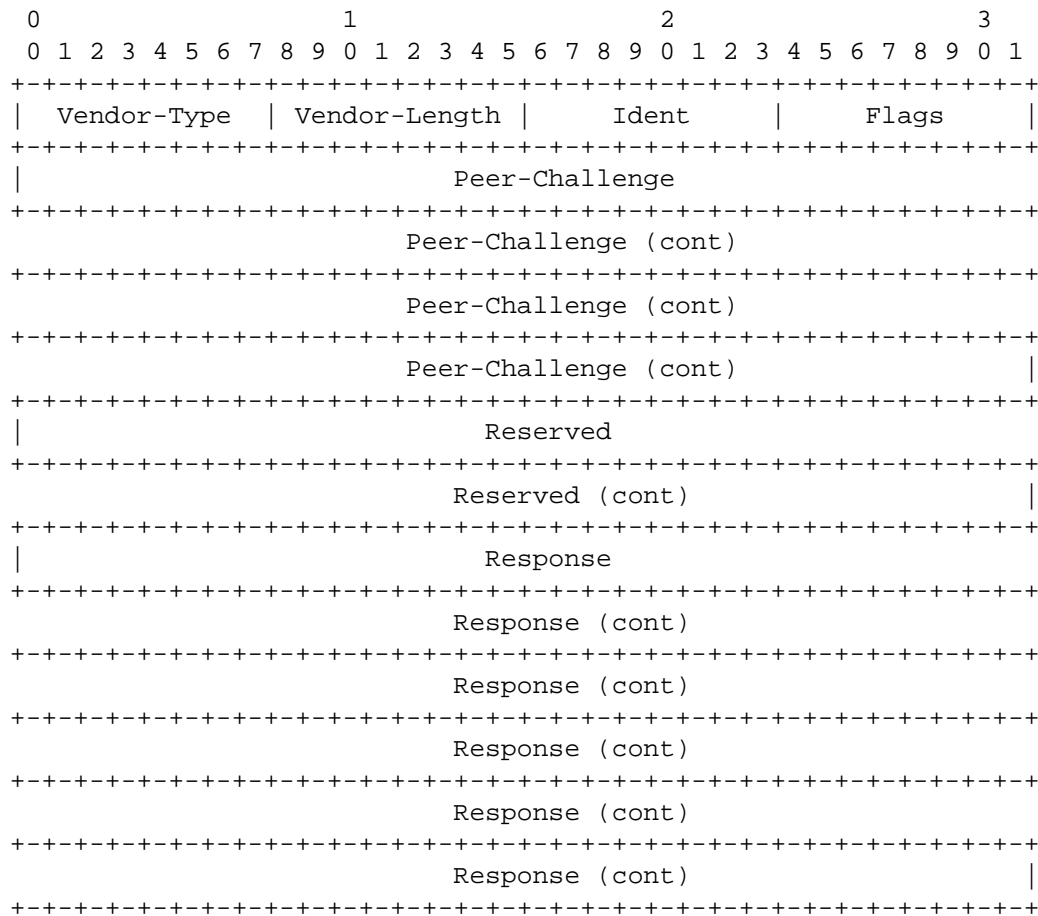 0                   1                   2                   3
 0 1 2 3 4 5 6 7 8 9 0 1 2 3 4 5 6 7 8 9 0 1 2 3 4 5 6 7 8 9 0 1
+-+-+-+-+-+-+-+-+-+-+-+-+-+-+-+-+-+-+-+-+-+-+-+-+-+-+-+-+-+-+-+-+
|  Vendor-Type  | Vendor-Length |     Ident     |     Flags     |
+-+-+-+-+-+-+-+-+-+-+-+-+-+-+-+-+-+-+-+-+-+-+-+-+-+-+-+-+-+-+-+-+
|                           Peer-Challenge
+-+-+-+-+-+-+-+-+-+-+-+-+-+-+-+-+-+-+-+-+-+-+-+-+-+-+-+-+-+-+-+-+
                         Peer-Challenge (cont)
+-+-+-+-+-+-+-+-+-+-+-+-+-+-+-+-+-+-+-+-+-+-+-+-+-+-+-+-+-+-+-+-+
                         Peer-Challenge (cont)
+-+-+-+-+-+-+-+-+-+-+-+-+-+-+-+-+-+-+-+-+-+-+-+-+-+-+-+-+-+-+-+-+
                         Peer-Challenge (cont)                  |
+-+-+-+-+-+-+-+-+-+-+-+-+-+-+-+-+-+-+-+-+-+-+-+-+-+-+-+-+-+-+-+-+
|                             Reserved
+-+-+-+-+-+-+-+-+-+-+-+-+-+-+-+-+-+-+-+-+-+-+-+-+-+-+-+-+-+-+-+-+
                            Reserved (cont)                     |
+-+-+-+-+-+-+-+-+-+-+-+-+-+-+-+-+-+-+-+-+-+-+-+-+-+-+-+-+-+-+-+-+
|                             Response
+-+-+-+-+-+-+-+-+-+-+-+-+-+-+-+-+-+-+-+-+-+-+-+-+-+-+-+-+-+-+-+-+
                            Response (cont)
+-+-+-+-+-+-+-+-+-+-+-+-+-+-+-+-+-+-+-+-+-+-+-+-+-+-+-+-+-+-+-+-+
                            Response (cont)
+-+-+-+-+-+-+-+-+-+-+-+-+-+-+-+-+-+-+-+-+-+-+-+-+-+-+-+-+-+-+-+-+
                            Response (cont)
+-+-+-+-+-+-+-+-+-+-+-+-+-+-+-+-+-+-+-+-+-+-+-+-+-+-+-+-+-+-+-+-+
                            Response (cont)
+-+-+-+-+-+-+-+-+-+-+-+-+-+-+-+-+-+-+-+-+-+-+-+-+-+-+-+-+-+-+-+-+
                            Response (cont)                     |
+-+-+-+-+-+-+-+-+-+-+-+-+-+-+-+-+-+-+-+-+-+-+-+-+-+-+-+-+-+-+-+-+